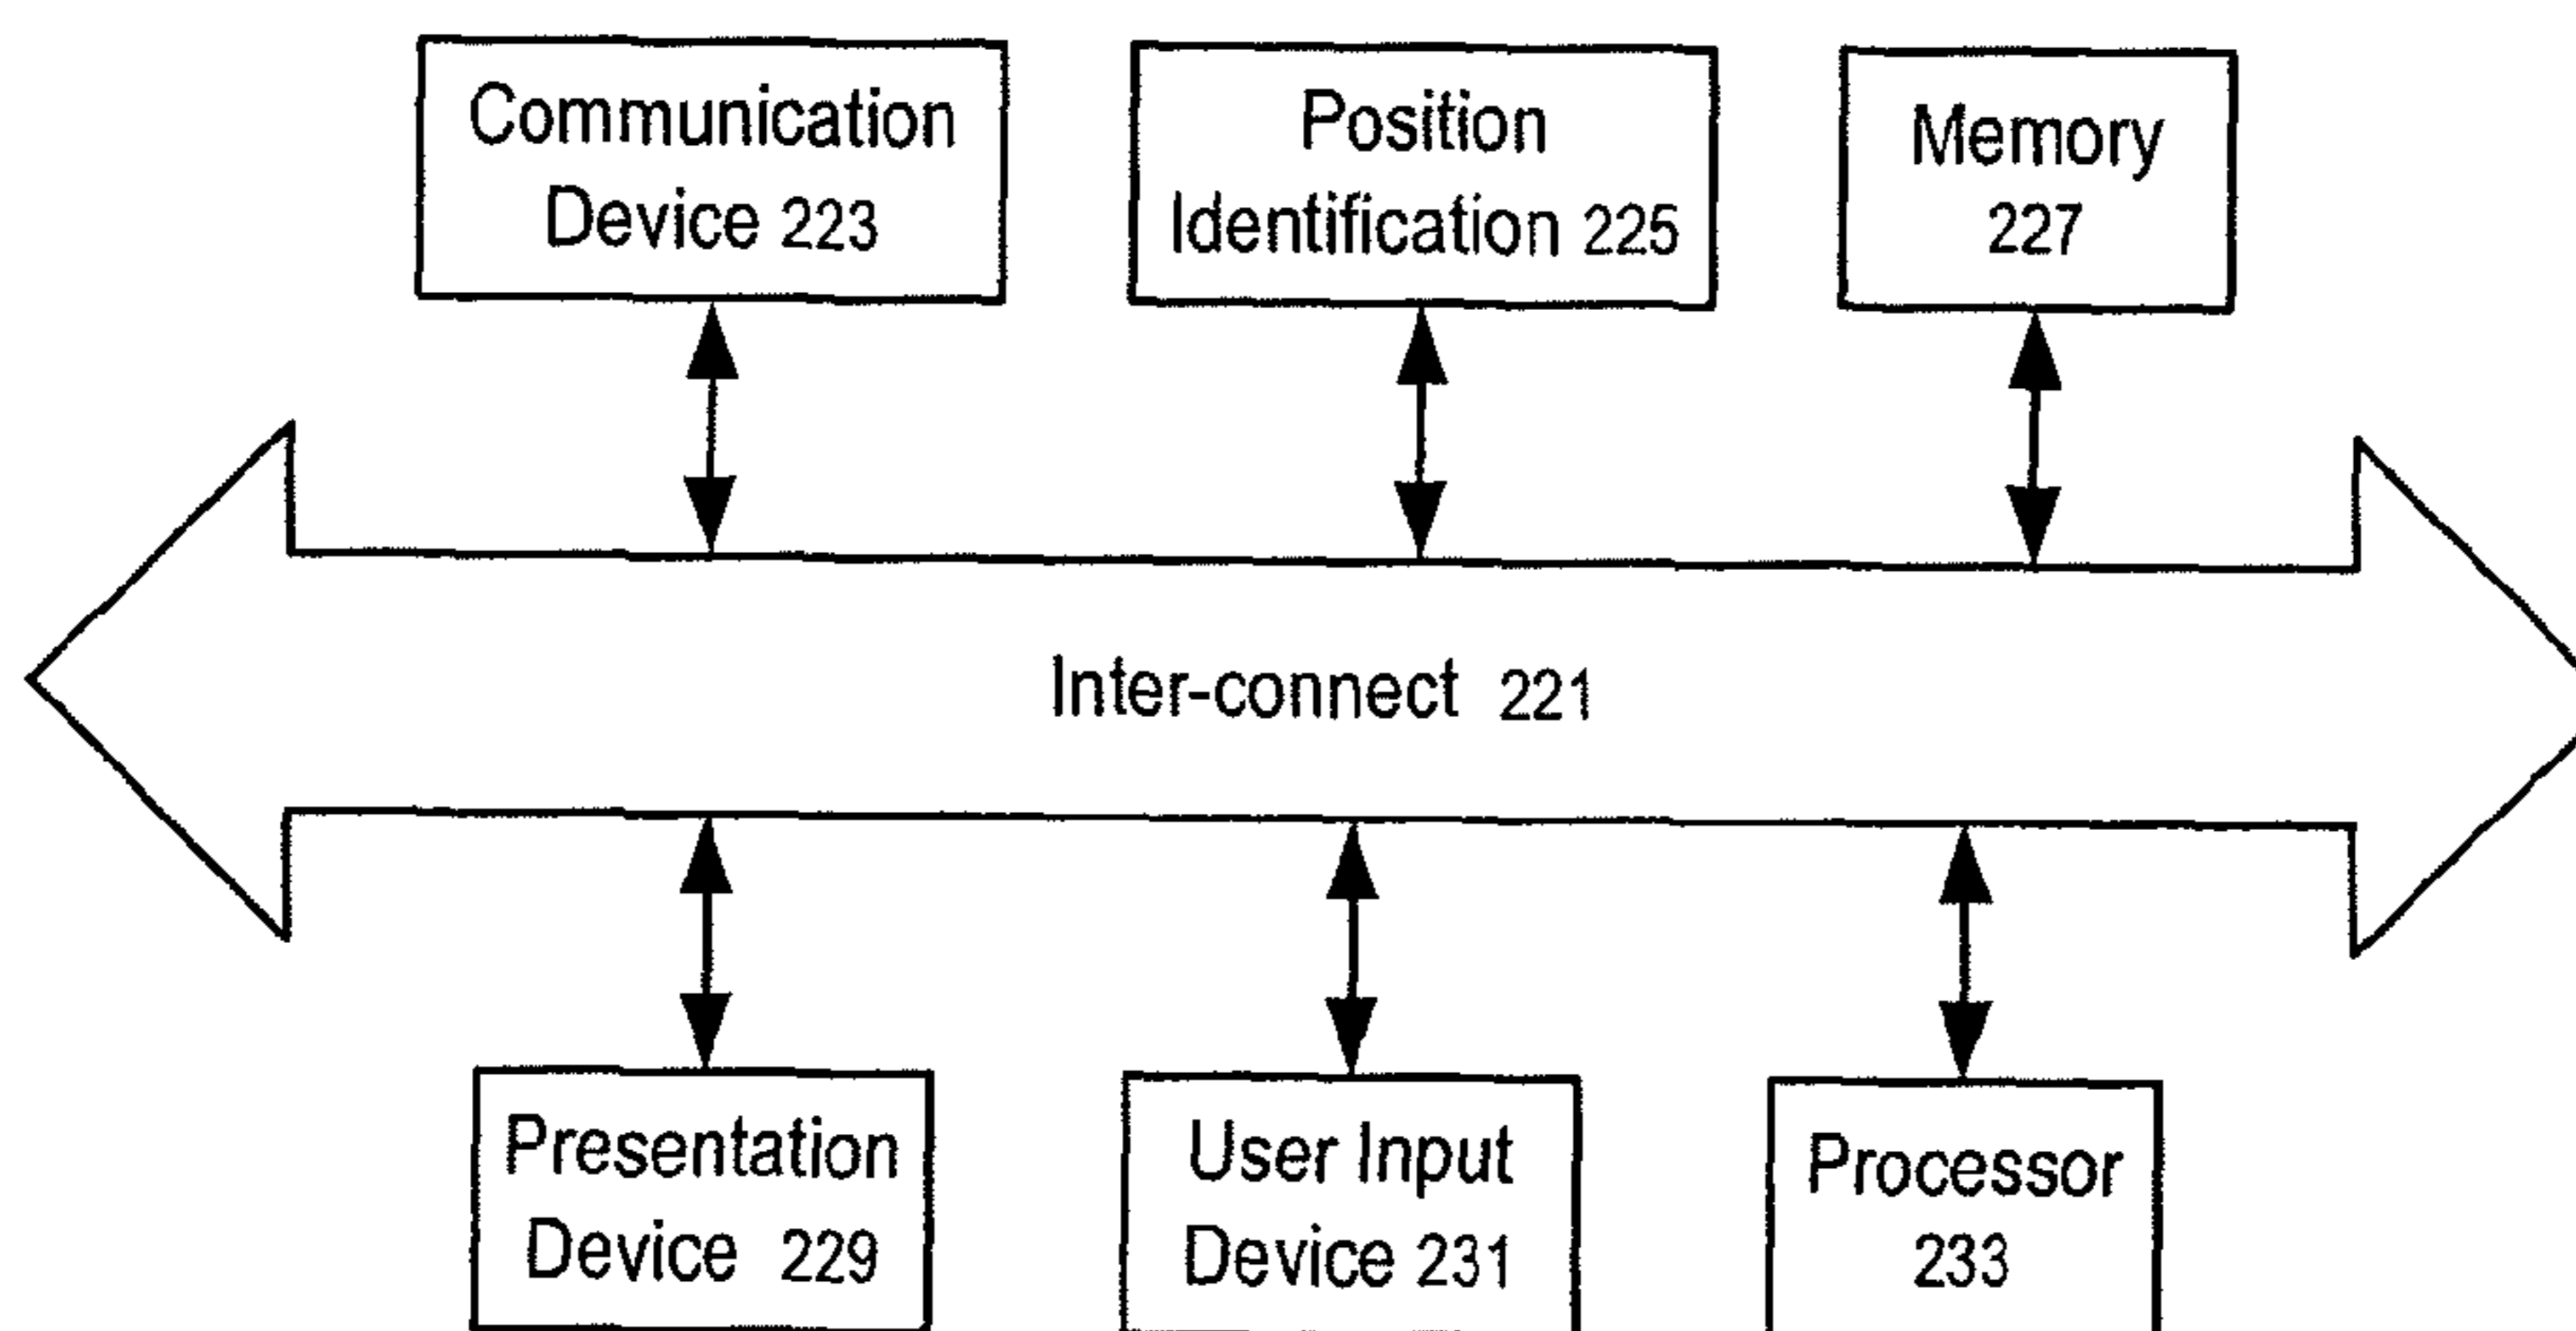 Communication
Device 223
Position
Identification 225
Memory
227
Inter-connect 221
Presentation
Device 229
User Input
Device 231
Processor
233